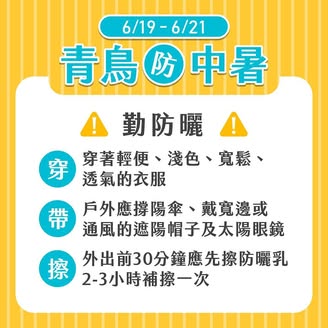 6/19-6/21
青鳥防中暑
勤防曬
穿
穿著輕便、淺色、寬鬆、
透氣的衣服
帶
戶外應撐陽傘、戴寬邊或
通風的遮陽帽子及太陽眼鏡
擦
外出前30分鐘應先擦防曬乳
2-3小時補擦一次